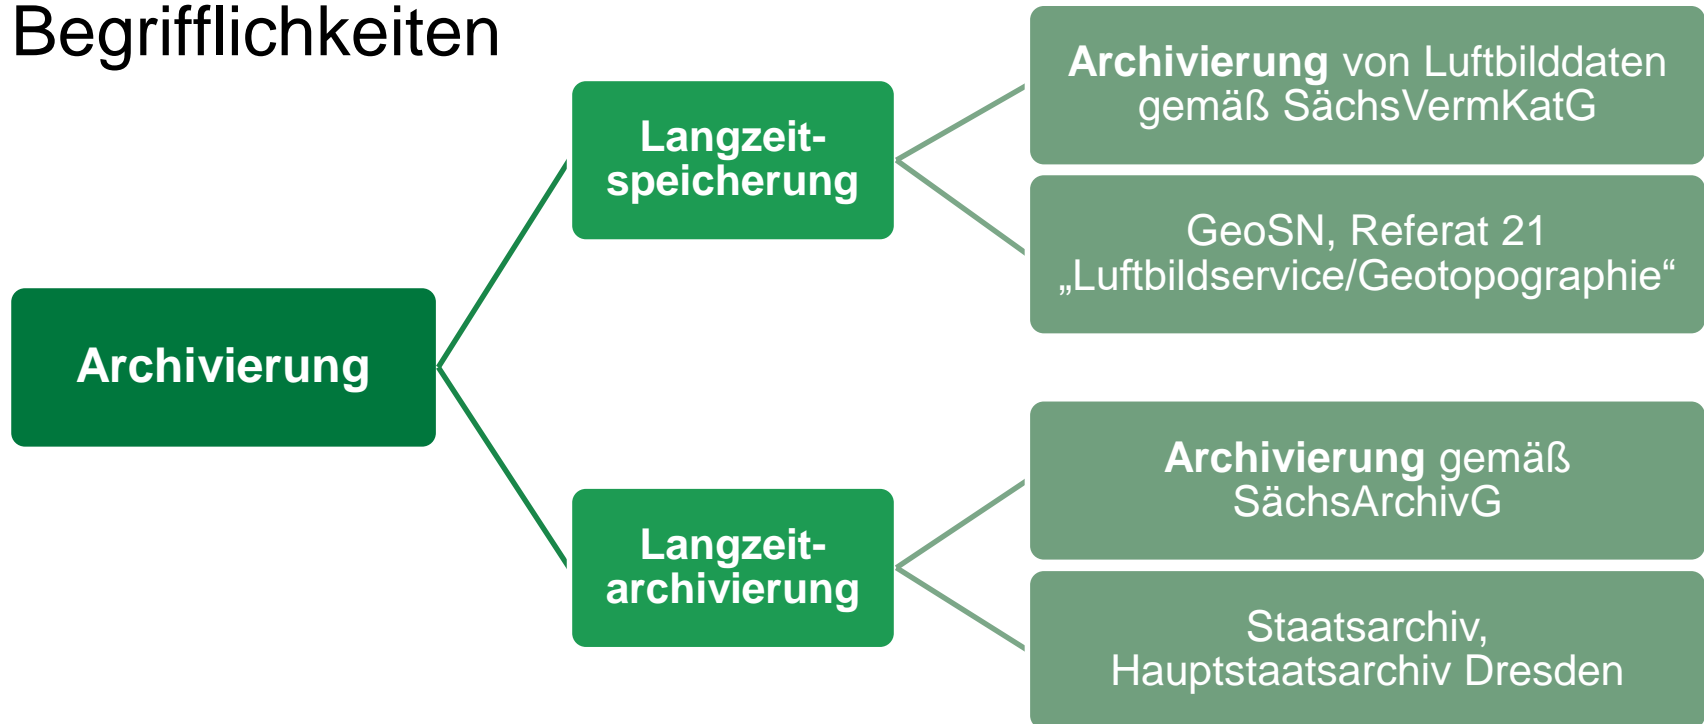 Begrifflichkeiten
Archivierung
Langzeit-
speicherung
Archivierung von Luftbilddaten
gemäß SächsVermKatG
GeoSN, Referat 21
„Luftbildservice/Geotopographie“
Langzeit-
archivierung
Archivierung gemäß
SächsArchivG
Staatsarchiv,
Hauptstaatsarchiv Dresden